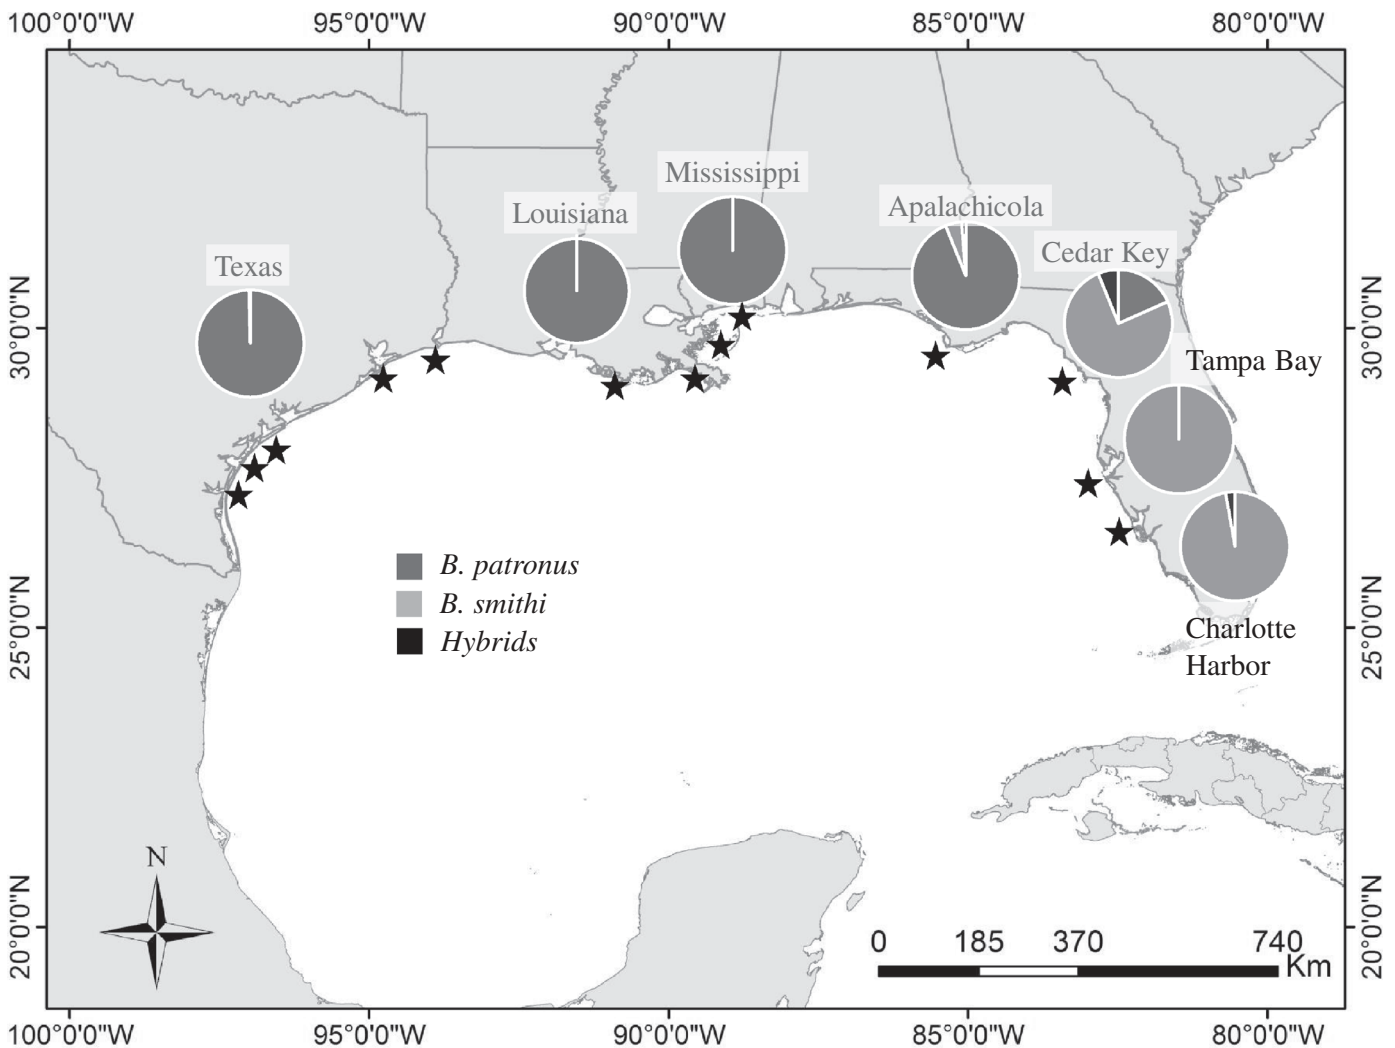 100°0'0"W 95°0'0"W 90°0'0"W 85°0'0"W 80°0'0"W
Mississippi
Louisiana
Apalachicola
Cedar Key
Texas
30°0'0"N
30°0'0"N
Tampa Bay
B. patronus
B. smithi
Hybrids
25°0'0"N
25°0'0"N
Charlotte
Harbor
N
20°0'0"N
20°0'0"N
0 185 370 740
Km
100°0'0"W 95°0'0"W 90°0'0"W 85°0'0"W 80°0'0"W